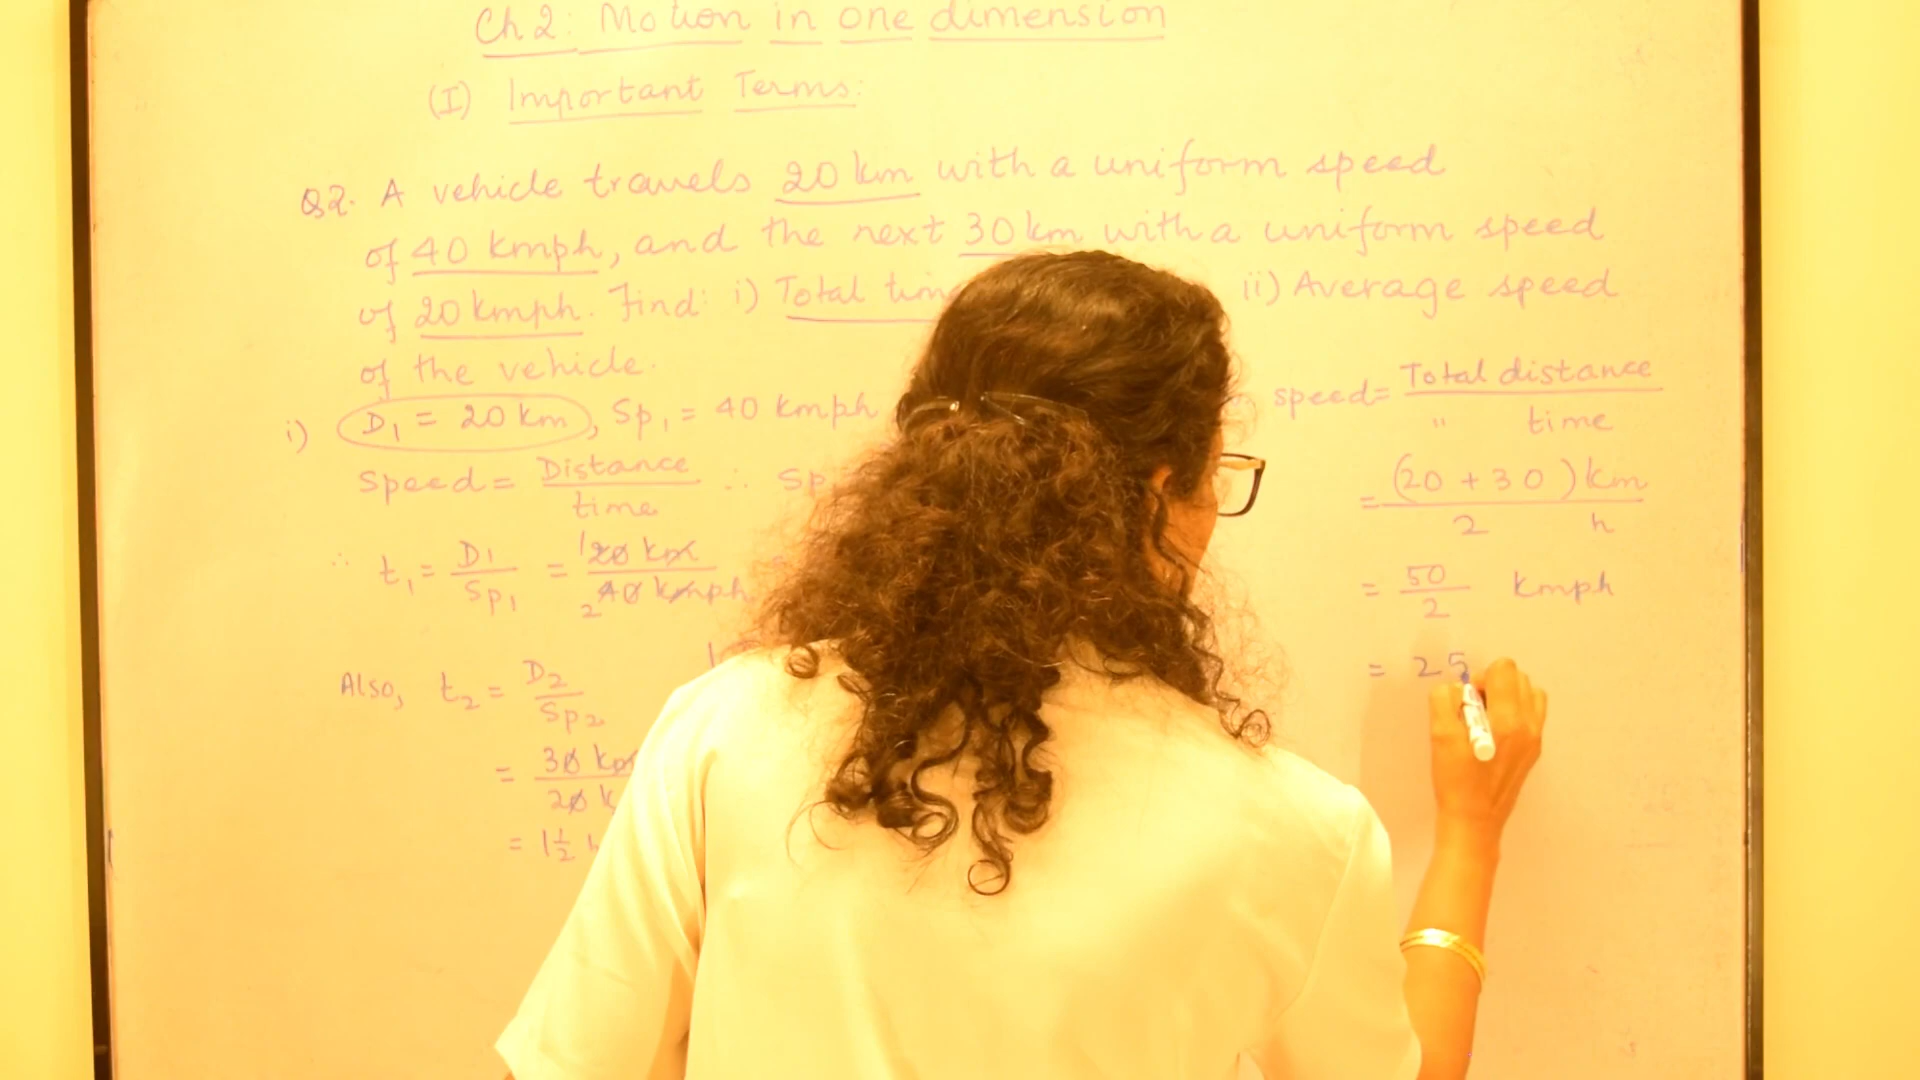 Ch 2: Motion in one dimension
(I) Important Terms:
Q2. A vehicle travels 20 km with a uniform speed
of 40 kmph, and the next 30 km with a uniform speed
of 20 kmph. Find: i) Total ii) Average speed
of the vehicle.
i) D₁ = 20 km, Sp₁ = 40 kmph
Speed = Distance / time ∴ Sp
∴ t₁ = D1 / Sp₁ = 1 20 km / 2 40 kmph
Also, t₂ = D₂ / Sp₂
= 30 km / 20 k
= 1½
speed = Total distance / " time
= (20 + 30) km / 2 h
= 50 / 2 kmph
= 25